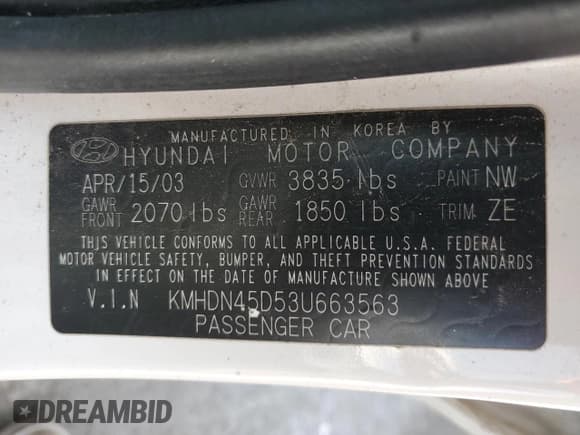 MANUFACTURED IN KOREA BY
HYUNDAI MOTOR COMPANY
APR/15/03 GVWR 3835 lbs PAINT NW
GAWR FRONT 2070 lbs GAWR REAR 1850 lbs TRIM ZE
THIS VEHICLE CONFORMS TO ALL APPLICABLE U.S.A. FEDERAL
MOTOR VEHICLE SAFETY, BUMPER, AND THEFT PREVENTION STANDARDS
IN EFFECT ON THE DATE OF MANUFACTURE SHOWN ABOVE
V.I.N KMHDN45D53U663563
PASSENGER CAR
DREAMBID